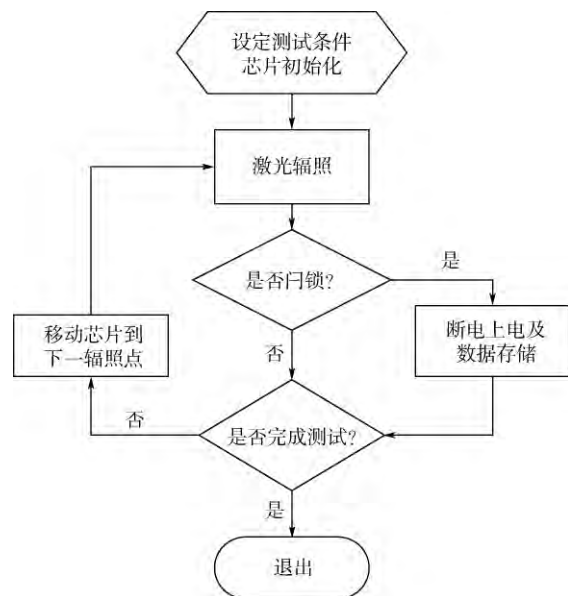 设定测试条件
芯片初始化
激光辐照
是否闩锁?
是
移动芯片到
下一辐照点
断电上电及
数据存储
否
否
是否完成测试?
是
退出